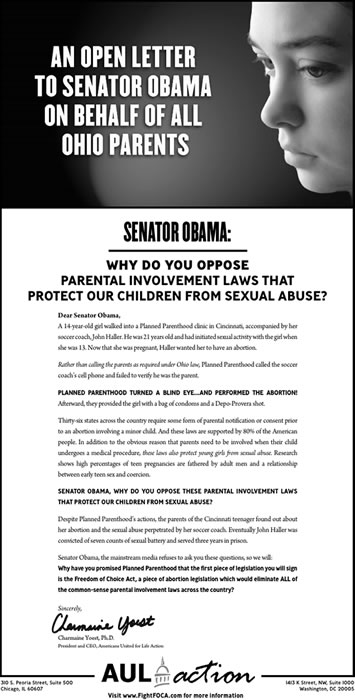 AN OPEN LETTER
TO SENATOR OBAMA
ON BEHALF OF ALL
OHIO PARENTS
SENATOR OBAMA:
WHY DO YOU OPPOSE
PARENTAL INVOLVEMENT LAWS THAT
PROTECT OUR CHILDREN FROM SEXUAL ABUSE?
Dear Senator Obama,
A 14-year-old girl walked into a Planned Parenthood clinic in Cincinnati, accompanied by her
soccer coach, John Haller. He was 21 years old and had initiated sexual activity with the girl when
she was 13. Now that she was pregnant, Haller wanted her to have an abortion.
Rather than calling the parents as required under Ohio law, Planned Parenthood called the soccer
coach's cell phone and failed to verify he was the parent.
PLANNED PARENTHOOD TURNED A BLIND EYE...AND PERFORMED THE ABORTION!
Afterward, they provided the girl with a bag of condoms and a Depo-Provera shot.
Thirty-six states across the country require some form of parental notification or consent prior
to an abortion involving a minor child. And these laws are supported by 80% of the American
people. In addition to the obvious reason that parents need to be involved when their child
undergoes a medical procedure, these laws also protect young girls from sexual abuse. Research
shows high percentages of teen pregnancies are fathered by adult men and a relationship
between early teen sex and coercion.
SENATOR OBAMA, WHY DO YOU OPPOSE THESE PARENTAL INVOLVEMENT LAWS
THAT PROTECT OUR CHILDREN FROM SEXUAL ABUSE?
Despite Planned Parenthood's actions, the parents of the Cincinnati teenager found out about
her abortion and the sexual abuse perpetrated by her soccer coach. Eventually John Haller was
convicted of seven counts of sexual battery and served three years in prison.
Senator Obama, the mainstream media refuses to ask you these questions, so we will:
Why have you promised Planned Parenthood that the first piece of legislation you will sign
is the Freedom of Choice Act, a piece of abortion legislation which would eliminate ALL of
the common-sense parental involvement laws across the country?
Sincerely,
Charmaine Yoest
Charmaine Yoest, Ph.D.
President and CEO, Americans United for Life Action
310 S. Peoria Street, Suite 500
Chicago, IL 60607
AUL action
1413 K Street, NW, Suite 1000
Washington, DC 20005
Visit www.FightFOCA.com for more information